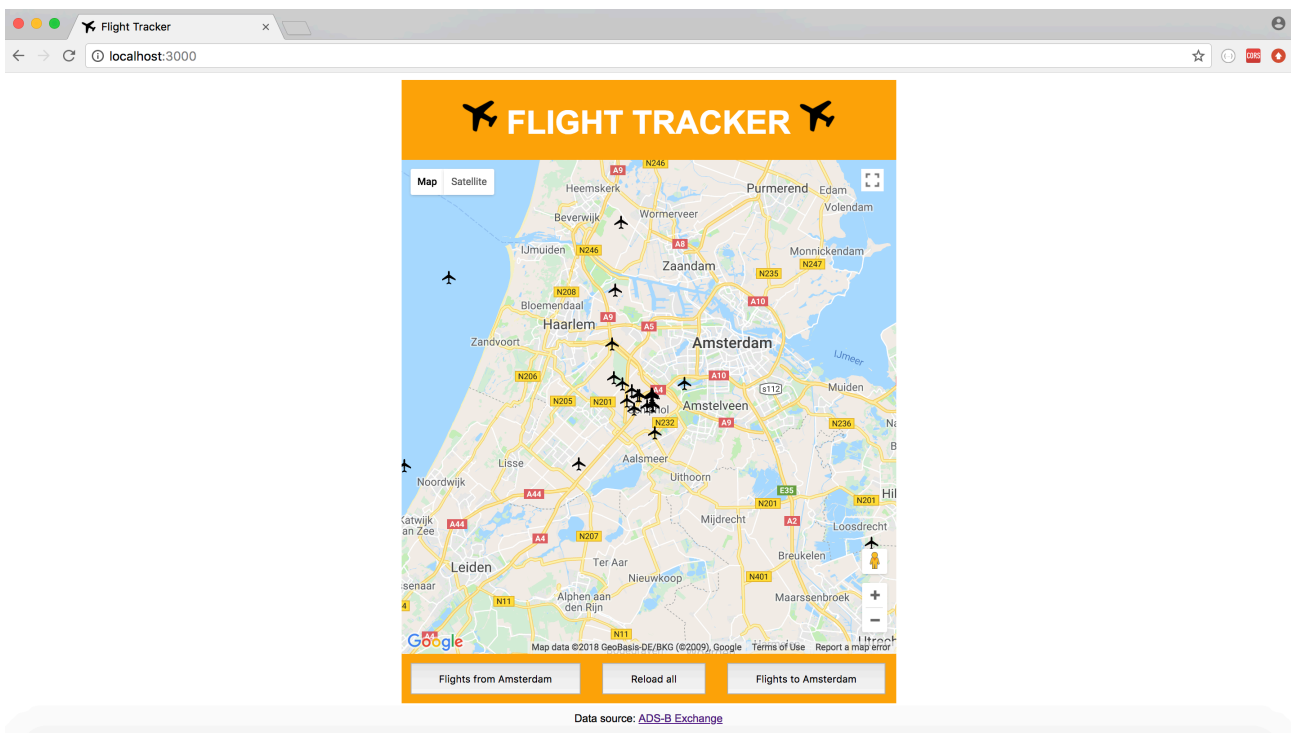 Flight Tracker
localhost:3000
CORS
FLIGHT TRACKER
Map Satellite
N246
A9
Heemskerk
Purmerend
Edam
Volendam
Beverwijk
Wormerveer
IJmuiden
N246
A8
Monnickendam
N247
Zaandam
N235
N208
A10
Bloemendaal
A9
Haarlem
A5
Zandvoort
Amsterdam
IJmeer
N206
A10
s112
Muiden
A4
N205
N201
Amstelveen
N232
A9
N236
Aalsmeer
Lisse
Noordwijk
Uithoorn
E35
A44
N201
N201
Mijdrecht
A2
Loosdrecht
A44
A4
N207
Breukelen
Leiden
Ter Aar
Nieuwkoop
N401
Alphen aan
den Rijn
N11
Maarssenbroek
N11
A4
Google
Map data ©2018 GeoBasis-DE/BKG (©2009), Google Terms of Use Report a map error
Flights from Amsterdam Reload all Flights to Amsterdam
Data source: ADS-B Exchange